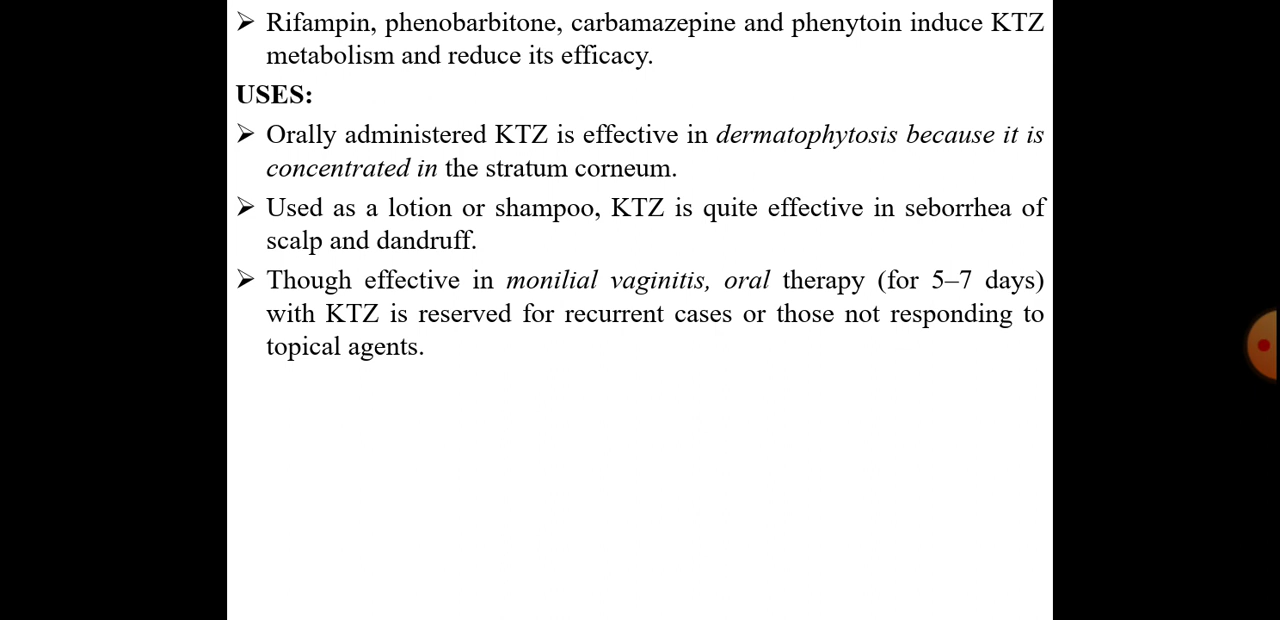 ➢ Rifampin, phenobarbitone, carbamazepine and phenytoin induce KTZ
metabolism and reduce its efficacy.
USES:
➢ Orally administered KTZ is effective in dermatophytosis because it is
concentrated in the stratum corneum.
➢ Used as a lotion or shampoo, KTZ is quite effective in seborrhea of
scalp and dandruff.
➢ Though effective in monilial vaginitis, oral therapy (for 5–7 days)
with KTZ is reserved for recurrent cases or those not responding to
topical agents.